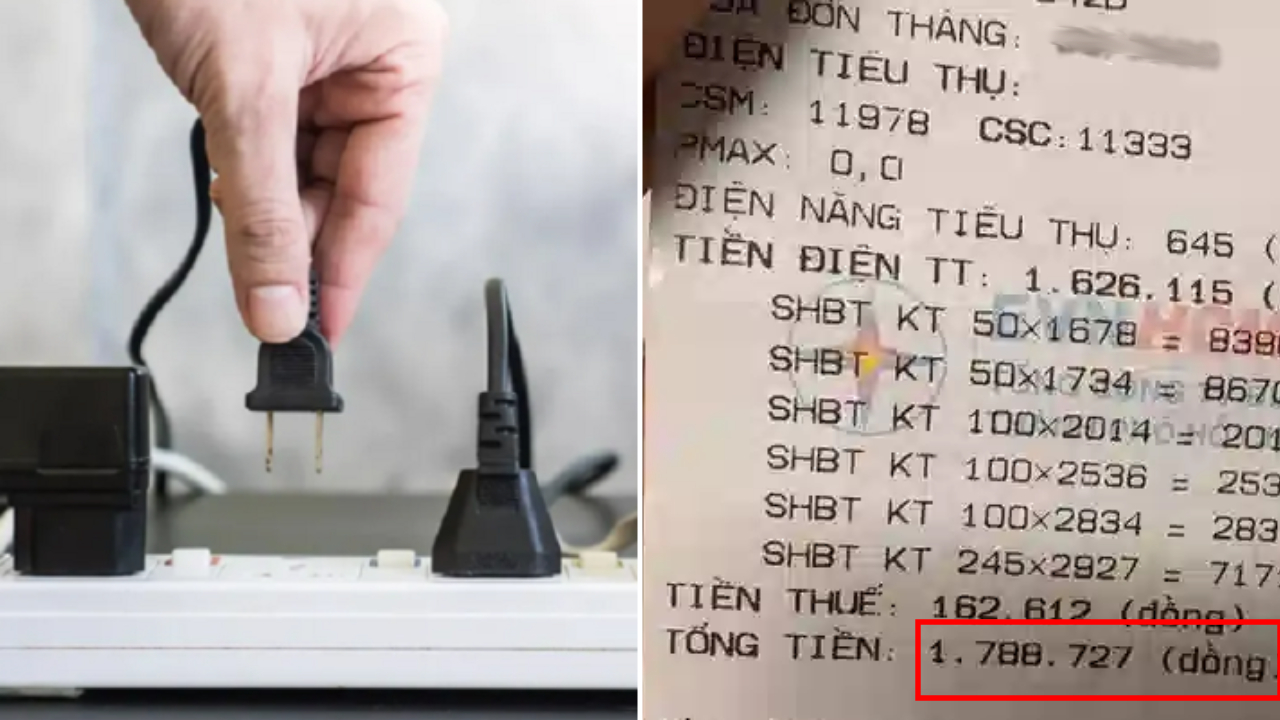 ĐƠN THÁNG:
ĐIỆN TIÊU THỤ:
CSM: 11978 CSC:11333
PMAX: 0,0
ĐIỆN NĂNG TIÊU THỤ: 645 (
TIỀN ĐIỆN TT: 1.626.115 (
SHBT KT 50x1678 =
SHBT KT 50x1734 = 8670
SHBT KT 100x2014 = 201
SHBT KT 100x2536 = 253
SHBT KT 100x2834 = 283
SHBT KT 245x2927 = 717
TIỀN THUẾ: 162.612 (đồng)
TỔNG TIỀN: 1.788.727 (đồng